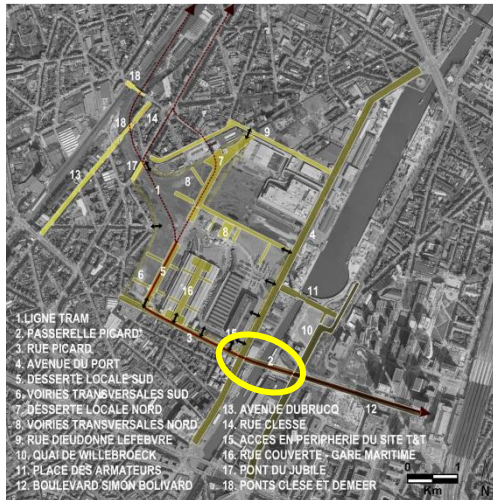 18
14
18
13
17
1
9
7
8
8
4
6
5
16
11
10
15
3
2
12
1.LIGNE TRAM
2. PASSERELLE PICARD
3. RUE PICARD
4. AVENUE DU PORT
5. DESSERTE LOCALE SUD
6. VOIRIES TRANSVERSALES SUD
7. DESSERTE LOCALE NORD
8. VOIRIES TRANSVERSALES NORD
9. RUE DIEUDONNE LEFEBVRE
10. QUAI DE WILLEBROECK
11. PLACE DES ARMATEURS
12. BOULEVARD SIMON BOLIVARD
13. AVENUE DUBRUCQ
14. RUE CLESSE
15. ACCES EN PERIPHERIE DU SITE T&T
16. RUE COUVERTE - GARE MARITIME
17. PONT DU JUBILE
18. PONTS CLESE ET DEMEER
0 1
Km